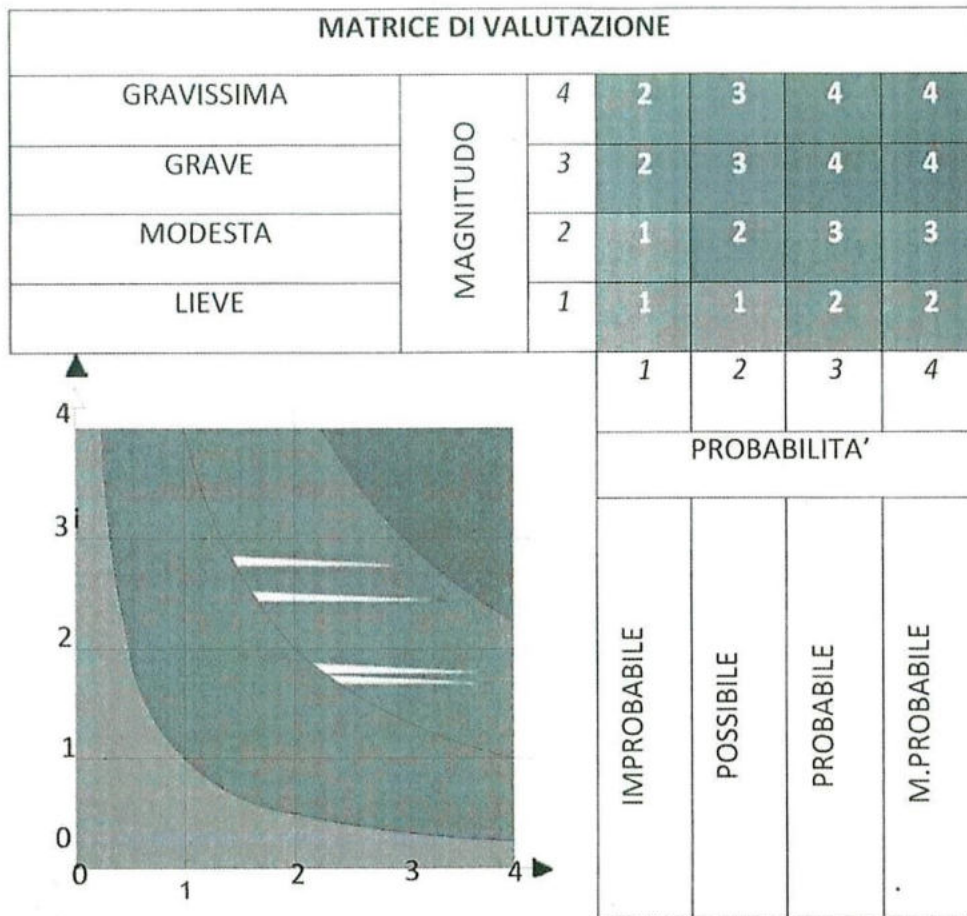 MATRICE DI VALUTAZIONE
GRAVISSIMA 4 2 3 4 4
GRAVE 3 2 3 4 4
MODESTA 2 1 2 3 3
LIEVE 1 1 1 2 2
MAGNITUDO
1 2 3 4
PROBABILITA’
IMPROBABILE
POSSIBILE
PROBABILE
M.PROBABILE
4
3
i
2
1
0
0 1 2 3 4